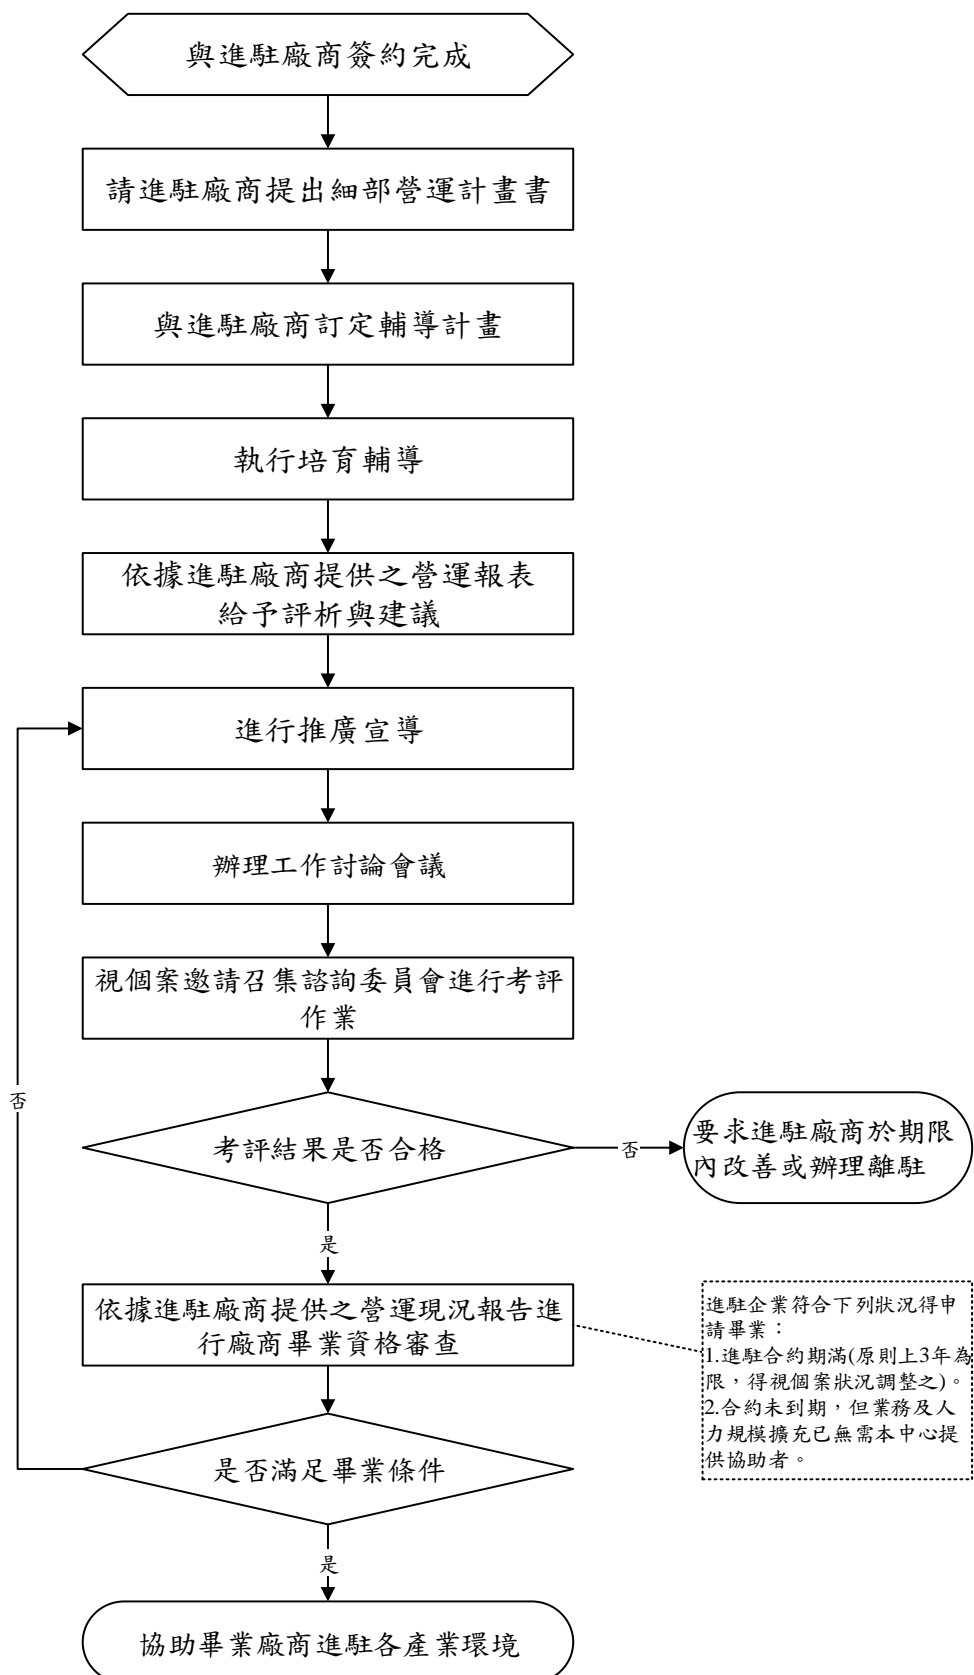 與進駐廠商簽約完成
請進駐廠商提出細部營運計畫書
與進駐廠商訂定輔導計畫
執行培育輔導
依據進駐廠商提供之營運報表
給予評析與建議
進行推廣宣導
辦理工作討論會議
視個案邀請召集諮詢委員會進行考評
作業
否
考評結果是否合格
否
要求進駐廠商於期限
內改善或辦理離駐
是
依據進駐廠商提供之營運現況報告進
行廠商畢業資格審查
進駐企業符合下列狀況得申
請畢業：
1.進駐合約期滿(原則上3年為
限，得視個案狀況調整之)。
2.合約未到期，但業務及人
力規模擴充已無需本中心提
供協助者。
是否滿足畢業條件
是
協助畢業廠商進駐各產業環境